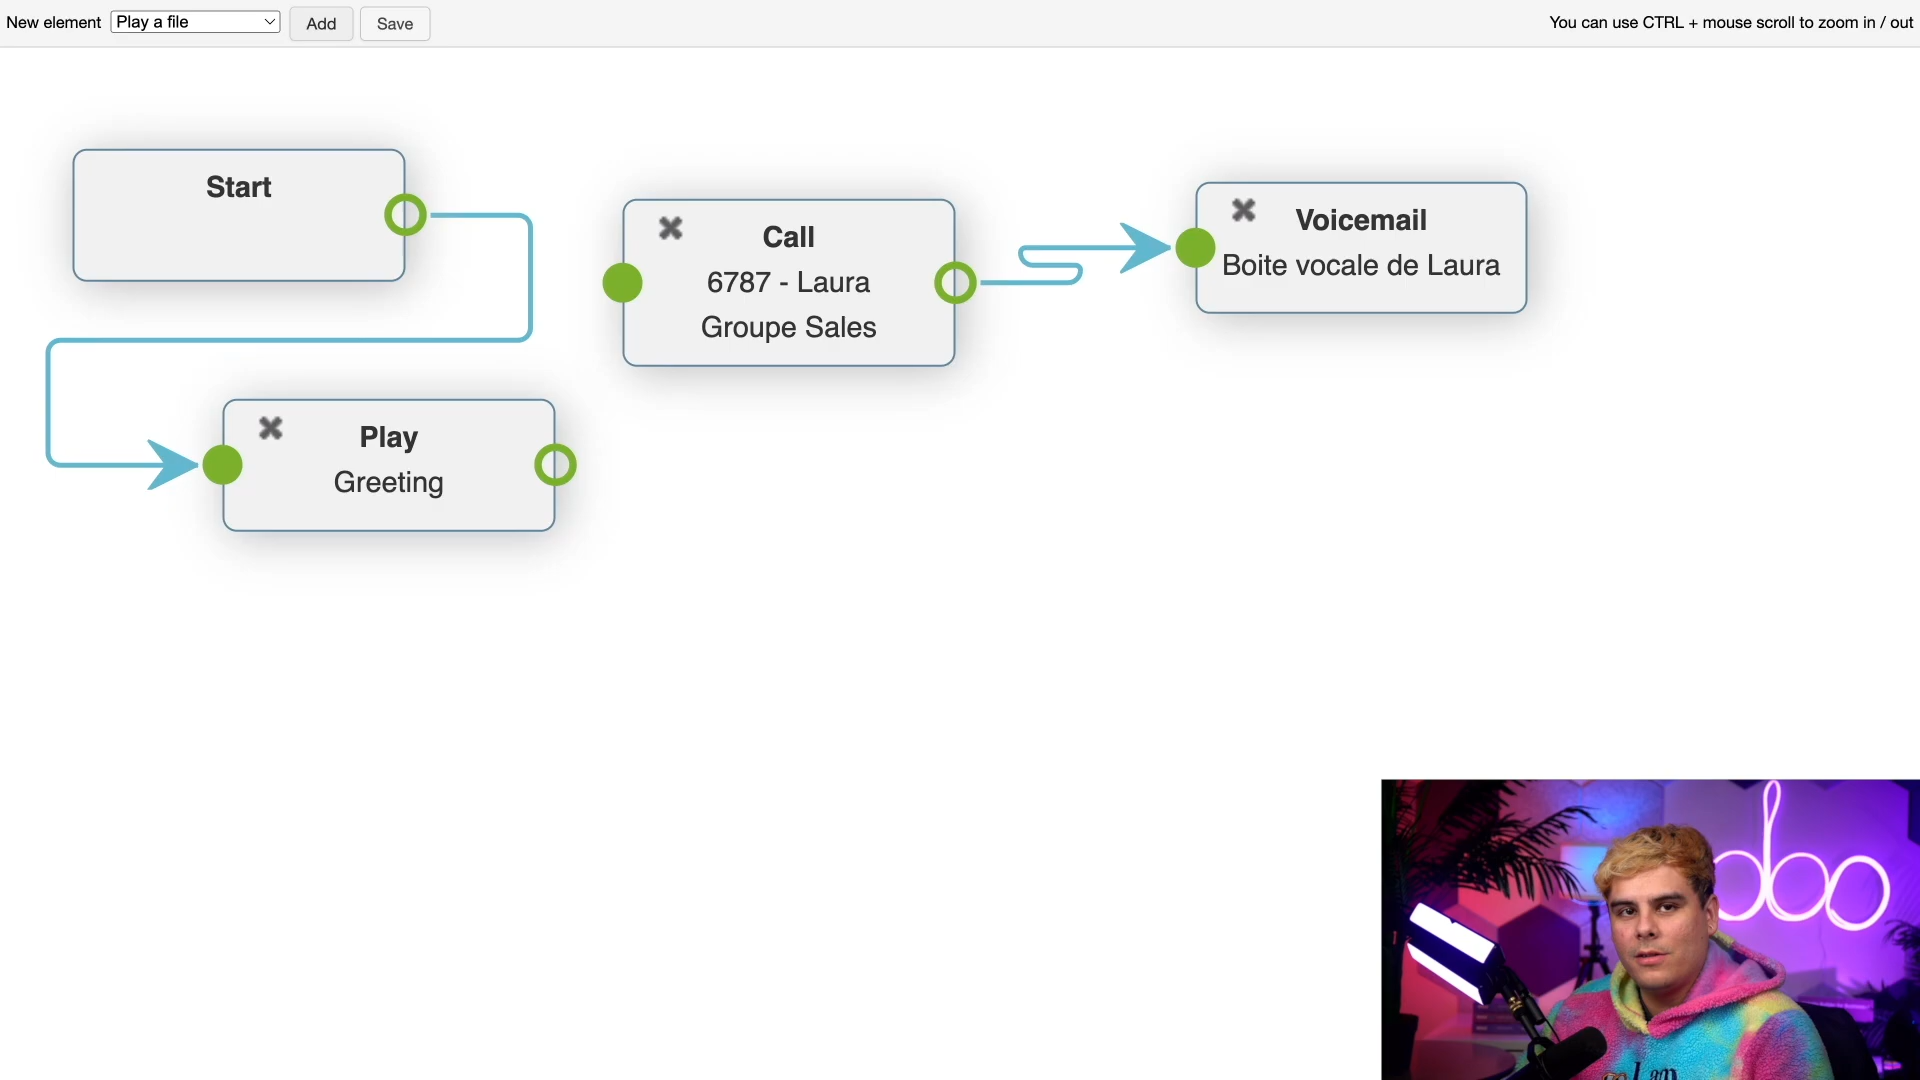 New element Play a file Add Save You can use CTRL + mouse scroll to zoom in / out
Start
Call
6787 - Laura
Groupe Sales
Voicemail
Boite vocale de Laura
Play
Greeting